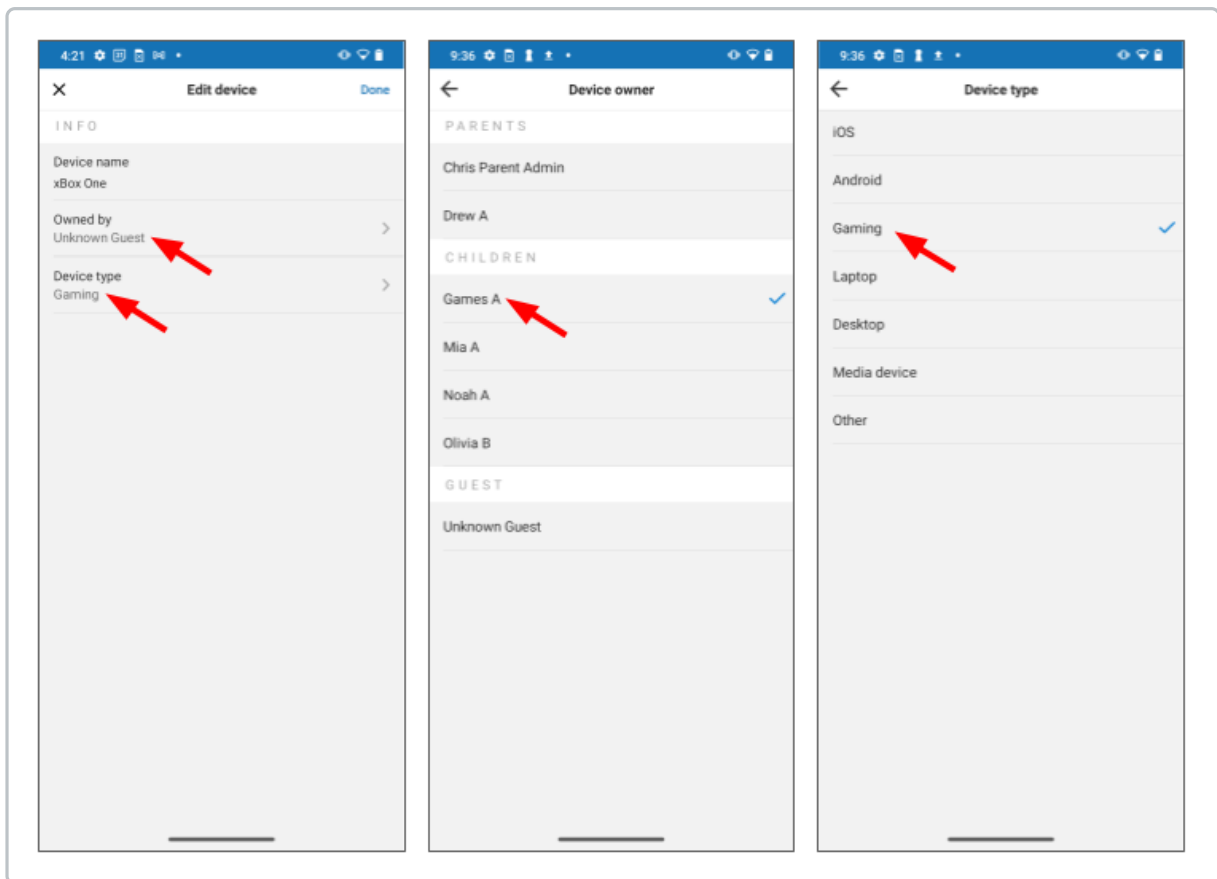 4:21
Edit device
Done
INFO
Device name
xBox One
Owned by
Unknown Guest
Device type
Gaming
9:36
Device owner
PARENTS
Chris Parent Admin
Drew A
CHILDREN
Games A
Mia A
Noah A
Olivia B
GUEST
Unknown Guest
9:36
Device type
iOS
Android
Gaming
Laptop
Desktop
Media device
Other